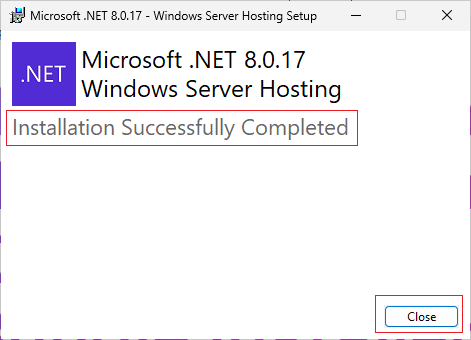 Microsoft .NET 8.0.17 - Windows Server Hosting Setup
.NET
Microsoft .NET 8.0.17
Windows Server Hosting
Installation Successfully Completed
Close